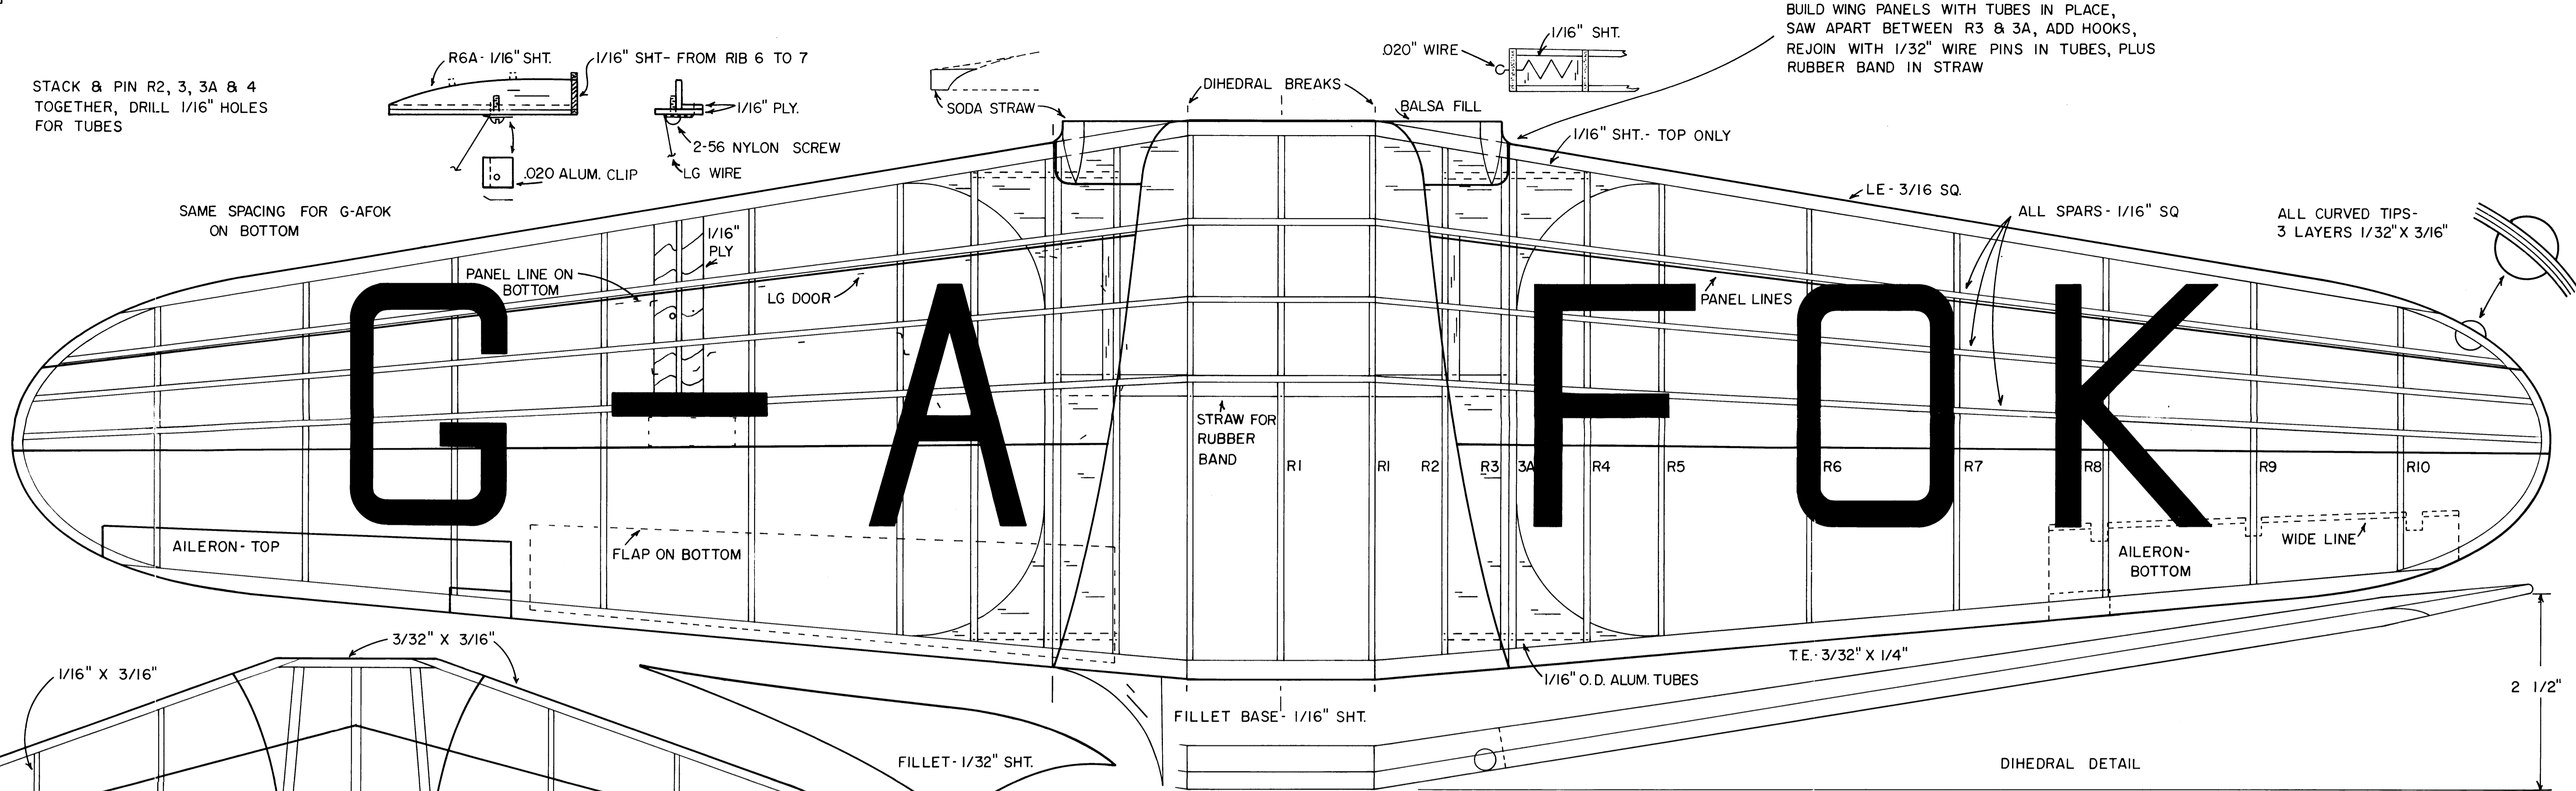 BUILD WING PANELS WITH TUBES IN PLACE,
SAW APART BETWEEN R3 & 3A, ADD HOOKS,
REJOIN WITH 1/32" WIRE PINS IN TUBES, PLUS
RUBBER BAND IN STRAW
STACK & PIN R2, 3, 3A & 4
TOGETHER, DRILL 1/16" HOLES
FOR TUBES
R6A - 1/16" SHT.
1/16" SHT- FROM RIB 6 TO 7
1/16" PLY.
2-56 NYLON SCREW
LG WIRE
.020 ALUM. CLIP
SODA STRAW
DIHEDRAL BREAKS
BALSA FILL
.020" WIRE
1/16" SHT.
1/16" SHT.- TOP ONLY
LE - 3/16 SQ.
ALL SPARS - 1/16" SQ
ALL CURVED TIPS-
3 LAYERS 1/32" X 3/16"
SAME SPACING FOR G-AFOK
ON BOTTOM
1/16"
PLY
PANEL LINE ON
BOTTOM
LG DOOR
PANEL LINES
G-AFOK
STRAW FOR
RUBBER
BAND
R1
R1
R2
R3
3A
R4
R5
R6
R7
R8
R9
R10
AILERON - TOP
FLAP ON BOTTOM
AILERON-
BOTTOM
WIDE LINE
T.E.- 3/32" X 1/4"
1/16" O.D. ALUM. TUBES
3/32" X 3/16"
1/16" X 3/16"
FILLET BASE- 1/16" SHT.
FILLET - 1/32" SHT.
2 1/2"
DIHEDRAL DETAIL